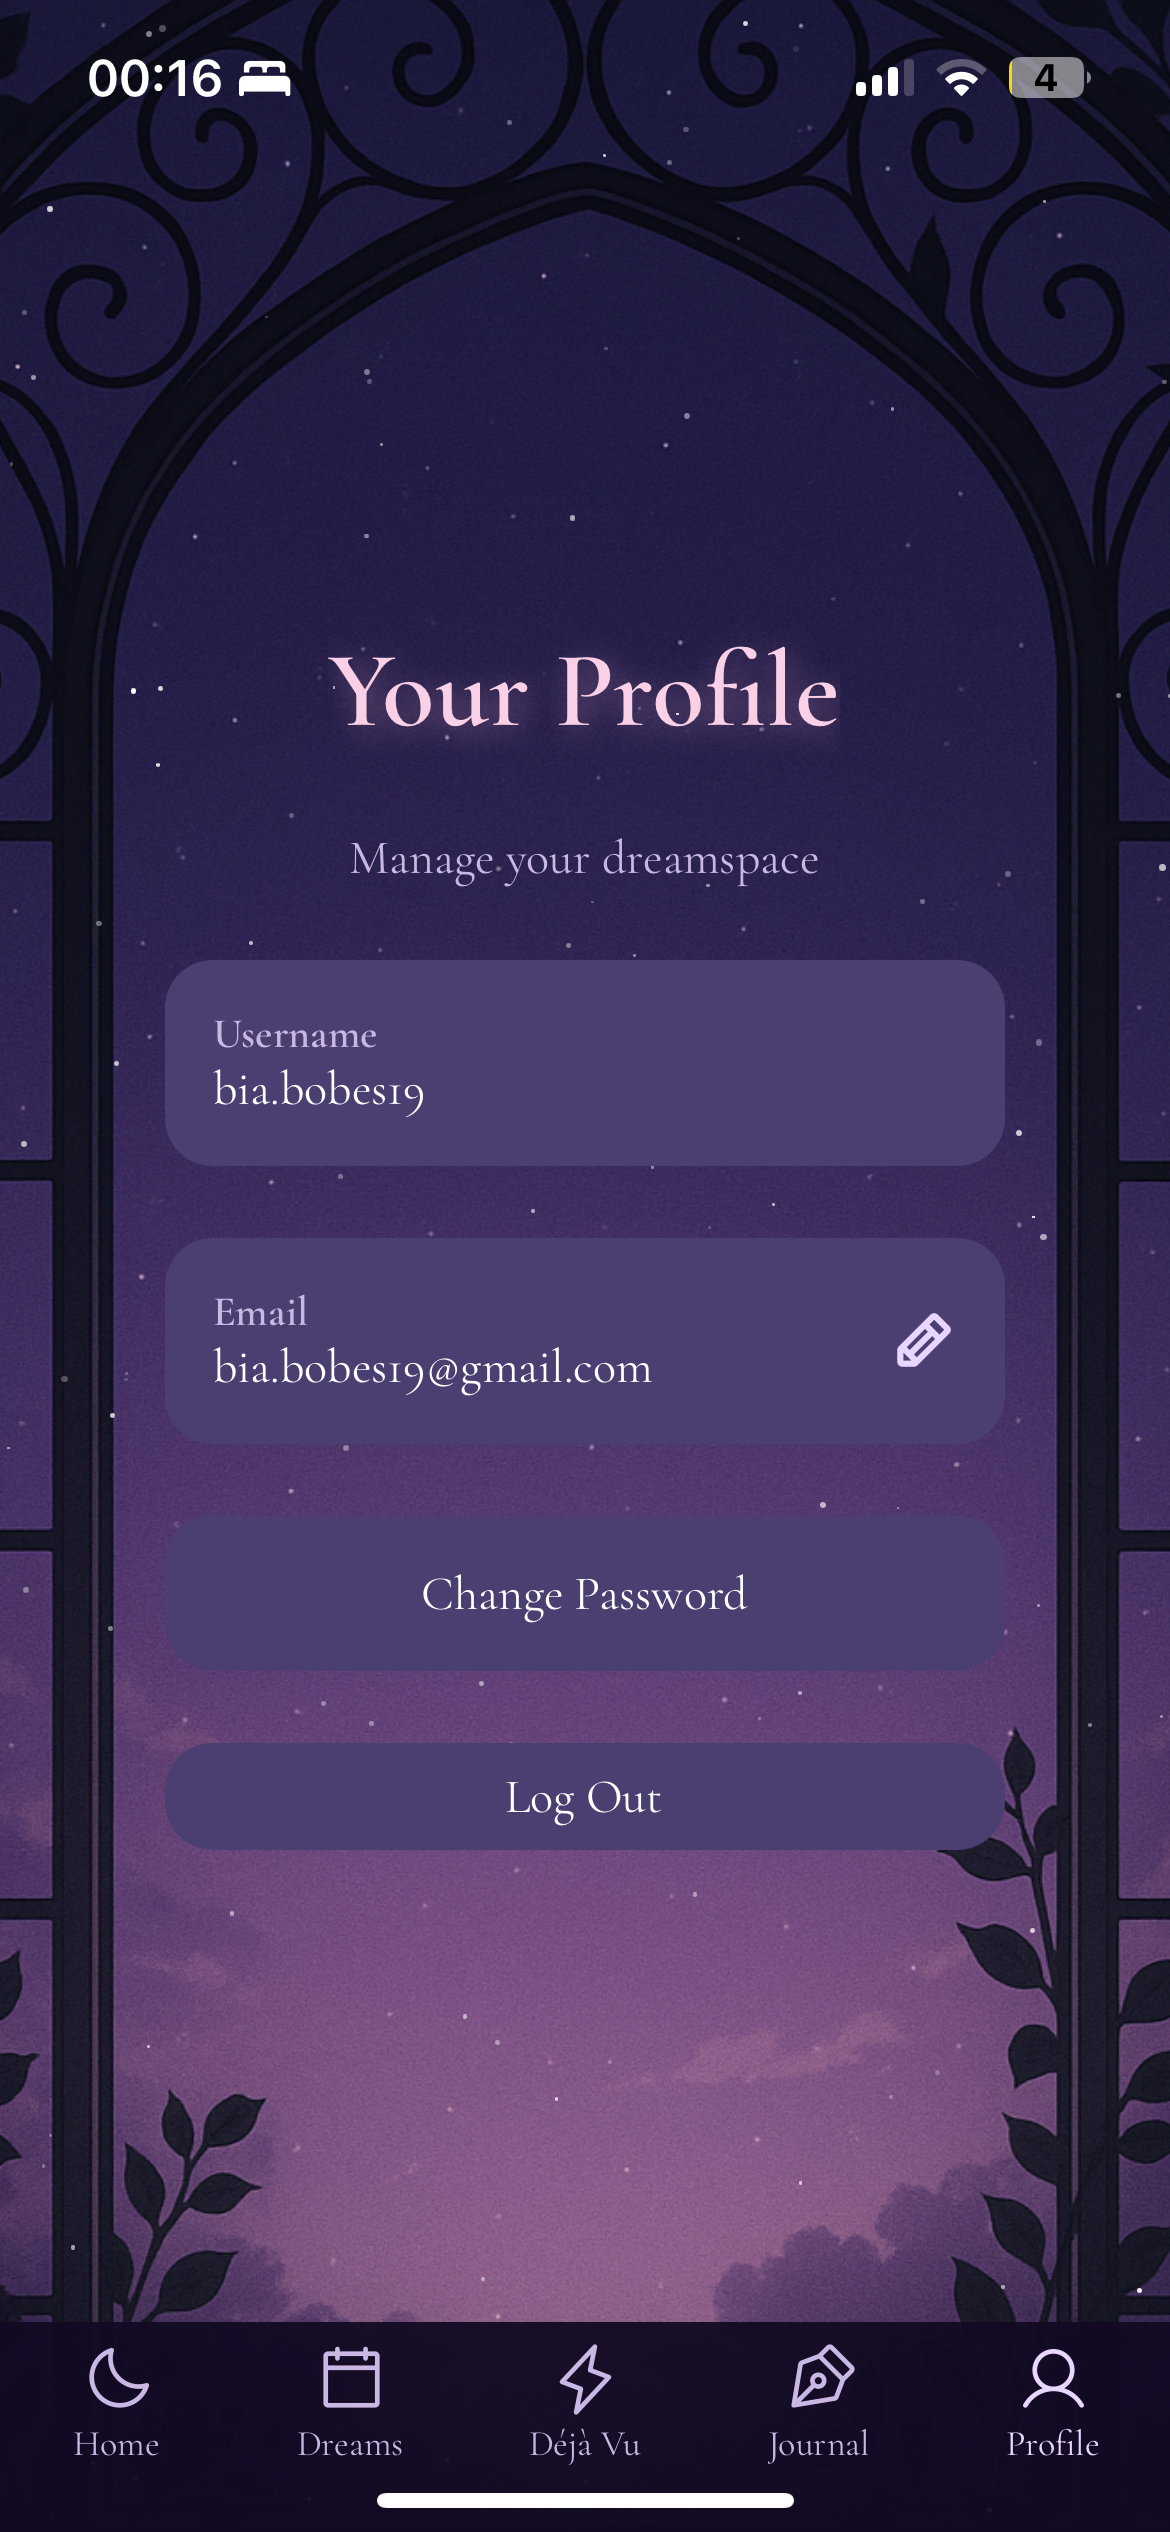 00:16
4
Your Profile
Manage your dreamspace
Username
bia.bobes19
Email
bia.bobes19@gmail.com
Change Password
Log Out
Home
Dreams
Déjà Vu
Journal
Profile